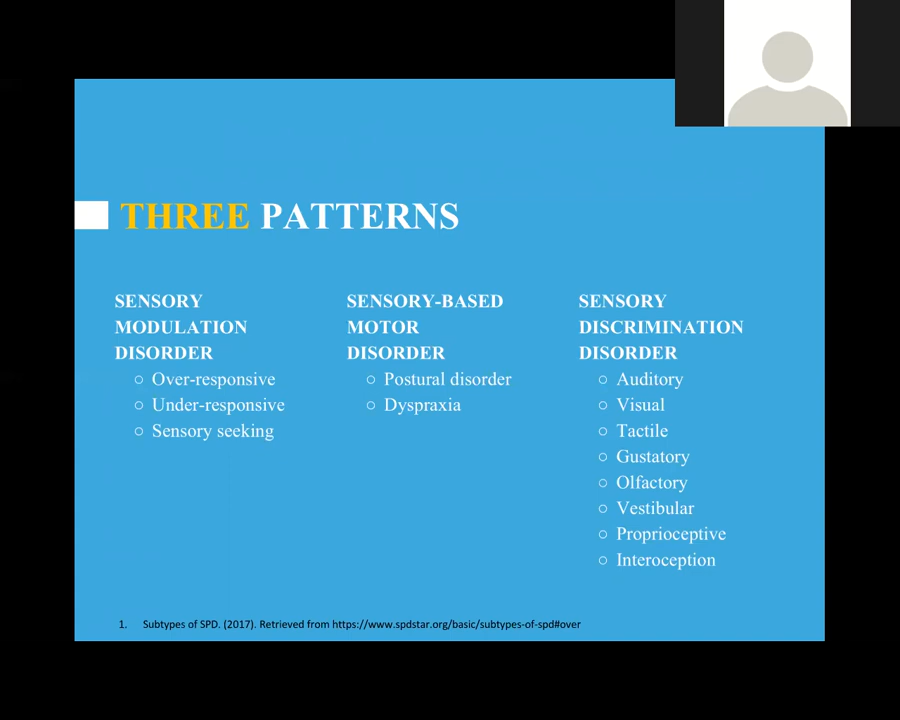 THREE PATTERNS
SENSORY
MODULATION
DISORDER
○ Over-responsive
○ Under-responsive
○ Sensory seeking
SENSORY-BASED
MOTOR
DISORDER
○ Postural disorder
○ Dyspraxia
SENSORY
DISCRIMINATION
DISORDER
○ Auditory
○ Visual
○ Tactile
○ Gustatory
○ Olfactory
○ Vestibular
○ Proprioceptive
○ Interoception
1. Subtypes of SPD. (2017). Retrieved from https://www.spdstar.org/basic/subtypes-of-spd#over